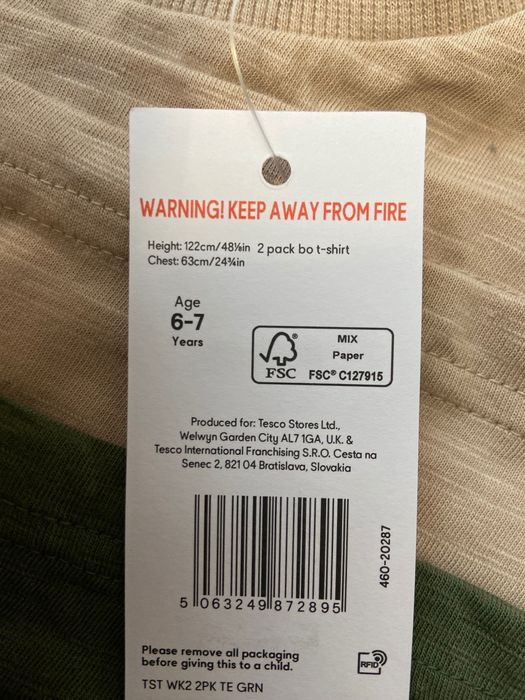 WARNING! KEEP AWAY FROM FIRE
Height: 122cm/48⅛in 2 pack bo t-shirt
Chest: 63cm/24¾in
Age
6-7
Years
FSC®
MIX
Paper
FSC® C127915
Produced for: Tesco Stores Ltd.,
Welwyn Garden City AL7 1GA, U.K. &
Tesco International Franchising S.R.O. Cesta na
Senec 2, 821 04 Bratislava, Slovakia
5 063249 872895
460-20287
Please remove all packaging
before giving this to a child.
RFID
TST WK2 2PK TE GRN